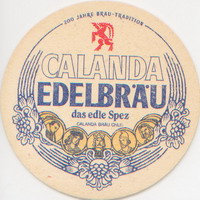 200 JAHRE BRAU-TRADITION
CALANDA
EDELBRÄU
das edle Spez
CALANDA BRÄU CHUR